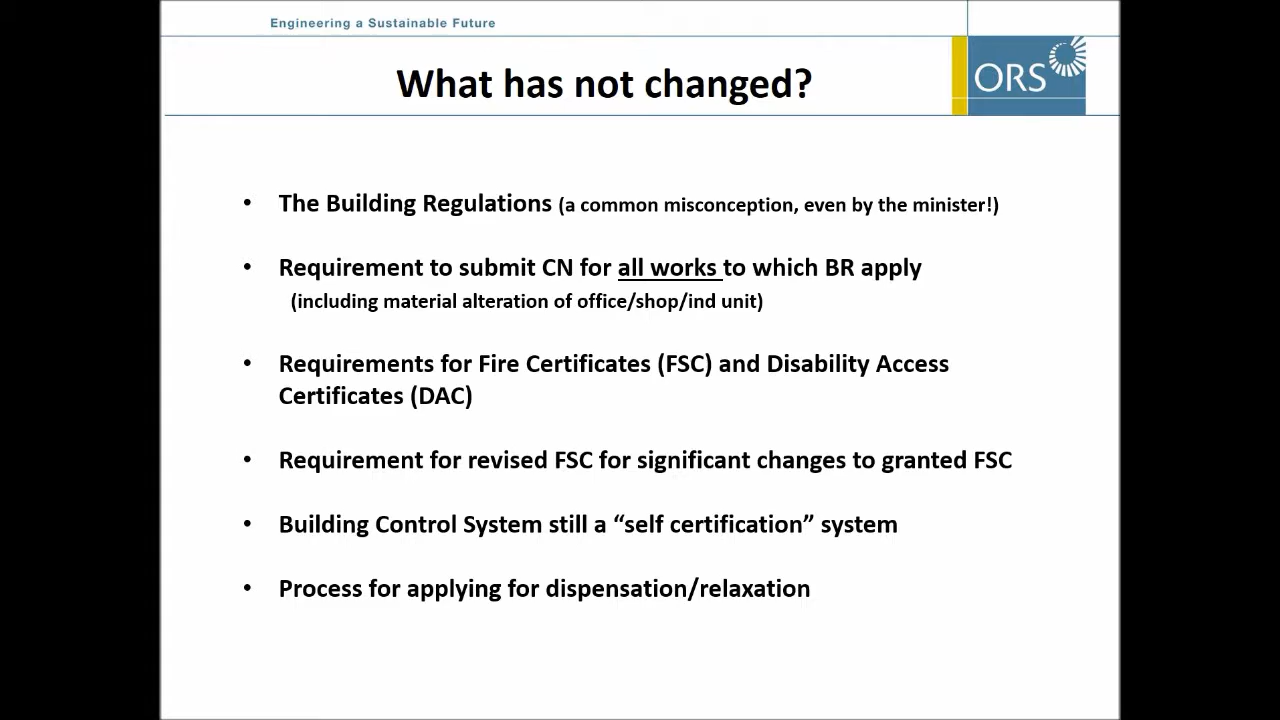 Engineering a Sustainable Future
What has not changed?
ORS
• The Building Regulations (a common misconception, even by the minister!)
• Requirement to submit CN for all works to which BR apply
(including material alteration of office/shop/ind unit)
• Requirements for Fire Certificates (FSC) and Disability Access
Certificates (DAC)
• Requirement for revised FSC for significant changes to granted FSC
• Building Control System still a “self certification” system
• Process for applying for dispensation/relaxation